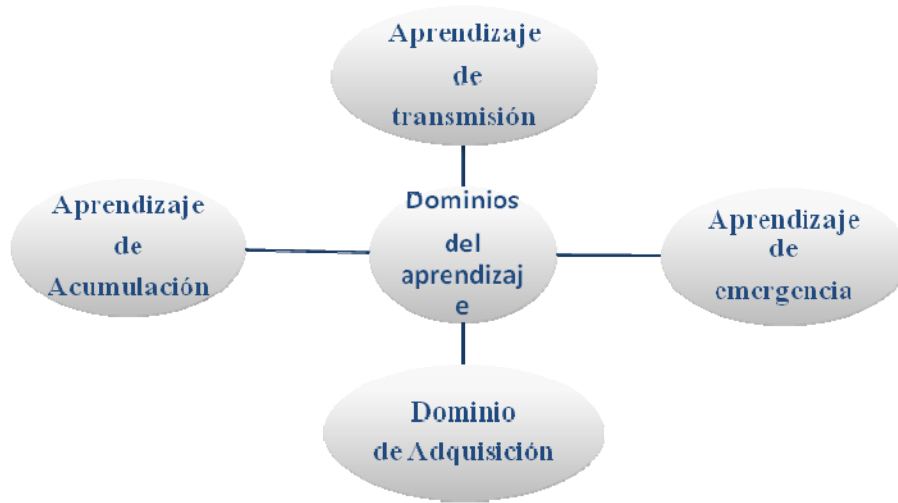 Aprendizaje
de
transmisión
Aprendizaje
de
Acumulación
Dominios
del
aprendizaj
e
Aprendizaje
de
emergencia
Dominio
de Adquisición